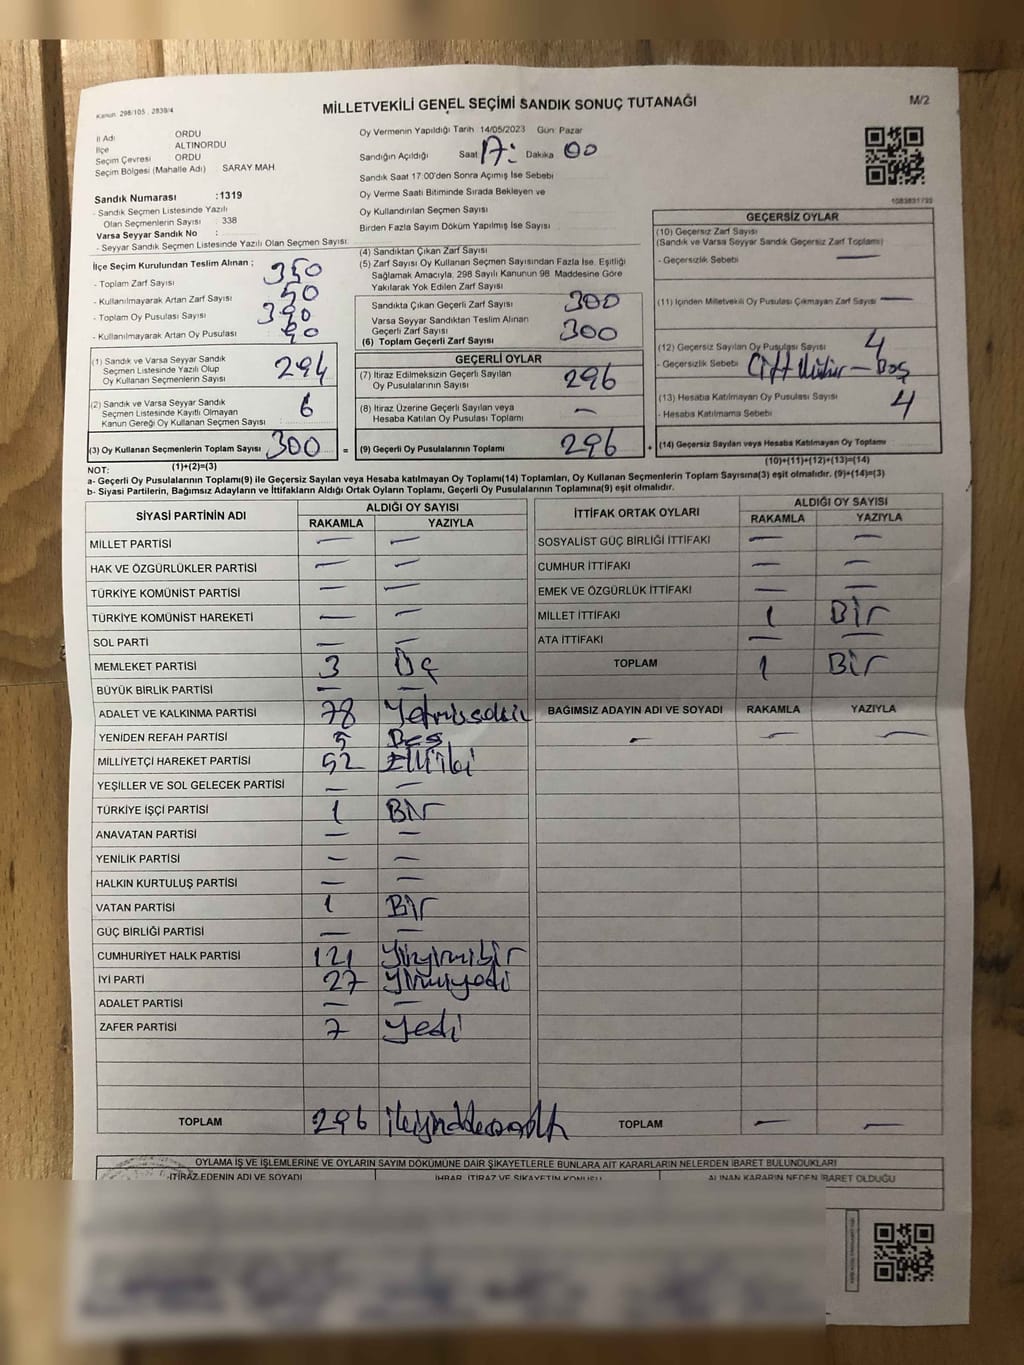 Kanun: 298/105, 2839/4
MİLLETVEKİLİ GENEL SEÇİMİ SANDIK SONUÇ TUTANAĞI
M/2
İl Adı : ORDU
İlçe : ALTINORDU
Seçim Çevresi : ORDU
Seçim Bölgesi (Mahalle Adı) : SARAY MAH.
Sandık Numarası :1319
- Sandık Seçmen Listesinde Yazılı
Olan Seçmenlerin Sayısı : 338
Varsa Seyyar Sandık No :
- Seyyar Sandık Seçmen Listesinde Yazılı Olan Seçmen Sayısı:
Oy Vermenin Yapıldığı Tarih 14/05/2023 Gün: Pazar
Sandığın Açıldığı Saat 17: Dakika 00
Sandık Saat 17:00'den Sonra Açımış İse Sebebi
Oy Verme Saati Bitiminde Sırada Bekleyen ve
Oy Kullandırılan Seçmen Sayısı
Birden Fazla Sayım Döküm Yapılmış İse Sayısı
1083831733
İlçe Seçim Kurulundan Teslim Alınan :
- Toplam Zarf Sayısı 350
- Kullanılmayarak Artan Zarf Sayısı 50
- Toplam Oy Pusulası Sayısı 390
- Kullanılmayarak Artan Oy Pusulası 90
(1) Sandık ve Varsa Seyyar Sandık
Seçmen Listesinde Yazılı Olup
Oy Kullanan Seçmenlerin Sayısı 294
(2) Sandık ve Varsa Seyyar Sandık
Seçmen Listesinde Kayıtlı Olmayan
Kanun Gereği Oy Kullanan Seçmen Sayısı 6
(3) Oy Kullanan Seçmenlerin Toplam Sayısı 300 =
(4) Sandıktan Çıkan Zarf Sayısı
(5) Zarf Sayısı Oy Kullanan Seçmen Sayısından Fazla İse, Eşitliği
Sağlamak Amacıyla, 298 Sayılı Kanunun 98. Maddesine Göre
Yakılarak Yok Edilen Zarf Sayısı
Sandıkta Çıkan Geçerli Zarf Sayısı 300
Varsa Seyyar Sandıktan Teslim Alınan
Geçerli Zarf Sayısı
(6) Toplam Geçerli Zarf Sayısı 300
GEÇERLİ OYLAR
(7) İtiraz Edilmeksizin Geçerli Sayılan
Oy Pusulalarının Sayısı 296
(8) İtiraz Üzerine Geçerli Sayılan veya
Hesaba Katılan Oy Pusulası Toplamı —
(9) Geçerli Oy Pusulalarının Toplamı 296 +
GEÇERSİZ OYLAR
(10) Geçersiz Zarf Sayısı
(Sandık ve Varsa Seyyar Sandık Geçersiz Zarf Toplamı)
- Geçersizlik Sebebi —
(11) İçinden Milletvekili Oy Pusulası Çıkmayan Zarf Sayısı —
(12) Geçersiz Sayılan Oy Pusulası Sayısı 4
- Geçersizlik Sebebi Çift Mühür - Boş
(13) Hesaba Katılmayan Oy Pusulası Sayısı 4
- Hesaba Katılmama Sebebi
(14) Geçersiz Sayılan veya Hesaba Katılmayan Oy Toplamı
NOT: (1)+(2)=(3) (10)+(11)+(12)+(13)=(14)
a- Geçerli Oy Pusulalarının Toplamı(9) ile Geçersiz Sayılan veya Hesaba katılmayan Oy Toplamı(14) Toplamları, Oy Kullanan Seçmenlerin Toplam Sayısına(3) eşit olmalıdır. (9)+(14)=(3)
b- Siyasi Partilerin, Bağımsız Adayların ve İttifakların Aldığı Ortak Oyların Toplamı, Geçerli Oy Pusulalarının Toplamına(9) eşit olmalıdır.
SİYASİ PARTİNİN ADI ALDIĞI OY SAYISI
RAKAMLA YAZIYLA
MİLLET PARTİSİ — —
HAK VE ÖZGÜRLÜKLER PARTİSİ — —
TÜRKİYE KOMÜNİST PARTİSİ — —
TÜRKİYE KOMÜNİST HAREKETİ — —
SOL PARTİ — —
MEMLEKET PARTİSİ 3 Üç
BÜYÜK BİRLİK PARTİSİ — —
ADALET VE KALKINMA PARTİSİ 78 Yetmişsekiz
YENİDEN REFAH PARTİSİ 5 Beş
MİLLİYETÇİ HAREKET PARTİSİ 52 Elliiki
YEŞİLLER VE SOL GELECEK PARTİSİ — —
TÜRKİYE İŞÇİ PARTİSİ 1 Bir
ANAVATAN PARTİSİ — —
YENİLİK PARTİSİ — —
HALKIN KURTULUŞ PARTİSİ — —
VATAN PARTİSİ 1 Bir
GÜÇ BİRLİĞİ PARTİSİ — —
CUMHURİYET HALK PARTİSİ 121 Yüzyirmibir
İYİ PARTİ 27 Yirmiyedi
ADALET PARTİSİ — —
ZAFER PARTİSİ 7 Yedi
TOPLAM 296
İTTİFAK ORTAK OYLARI ALDIĞI OY SAYISI
RAKAMLA YAZIYLA
SOSYALİST GÜÇ BİRLİĞİ İTTİFAKI — —
CUMHUR İTTİFAKI — —
EMEK VE ÖZGÜRLÜK İTTİFAKI — —
MİLLET İTTİFAKI 1 Bir
ATA İTTİFAKI — —
TOPLAM 1 Bir
BAĞIMSIZ ADAYIN ADI VE SOYADI RAKAMLA YAZIYLA
— — —
TOPLAM — —
OYLAMA İŞ VE İŞLEMLERİNE VE OYLARIN SAYIM DÖKÜMÜNE DAİR ŞİKAYETLERLE BUNLARA AİT KARARLARIN NELERDEN İBARET BULUNDUKLARI
İTİRAZ EDENİN ADI VE SOYADI İHBAR, İTİRAZ VE ŞİKAYETİN KONUSU ALINAN KARARIN NEDEN İBARET OLDUĞU